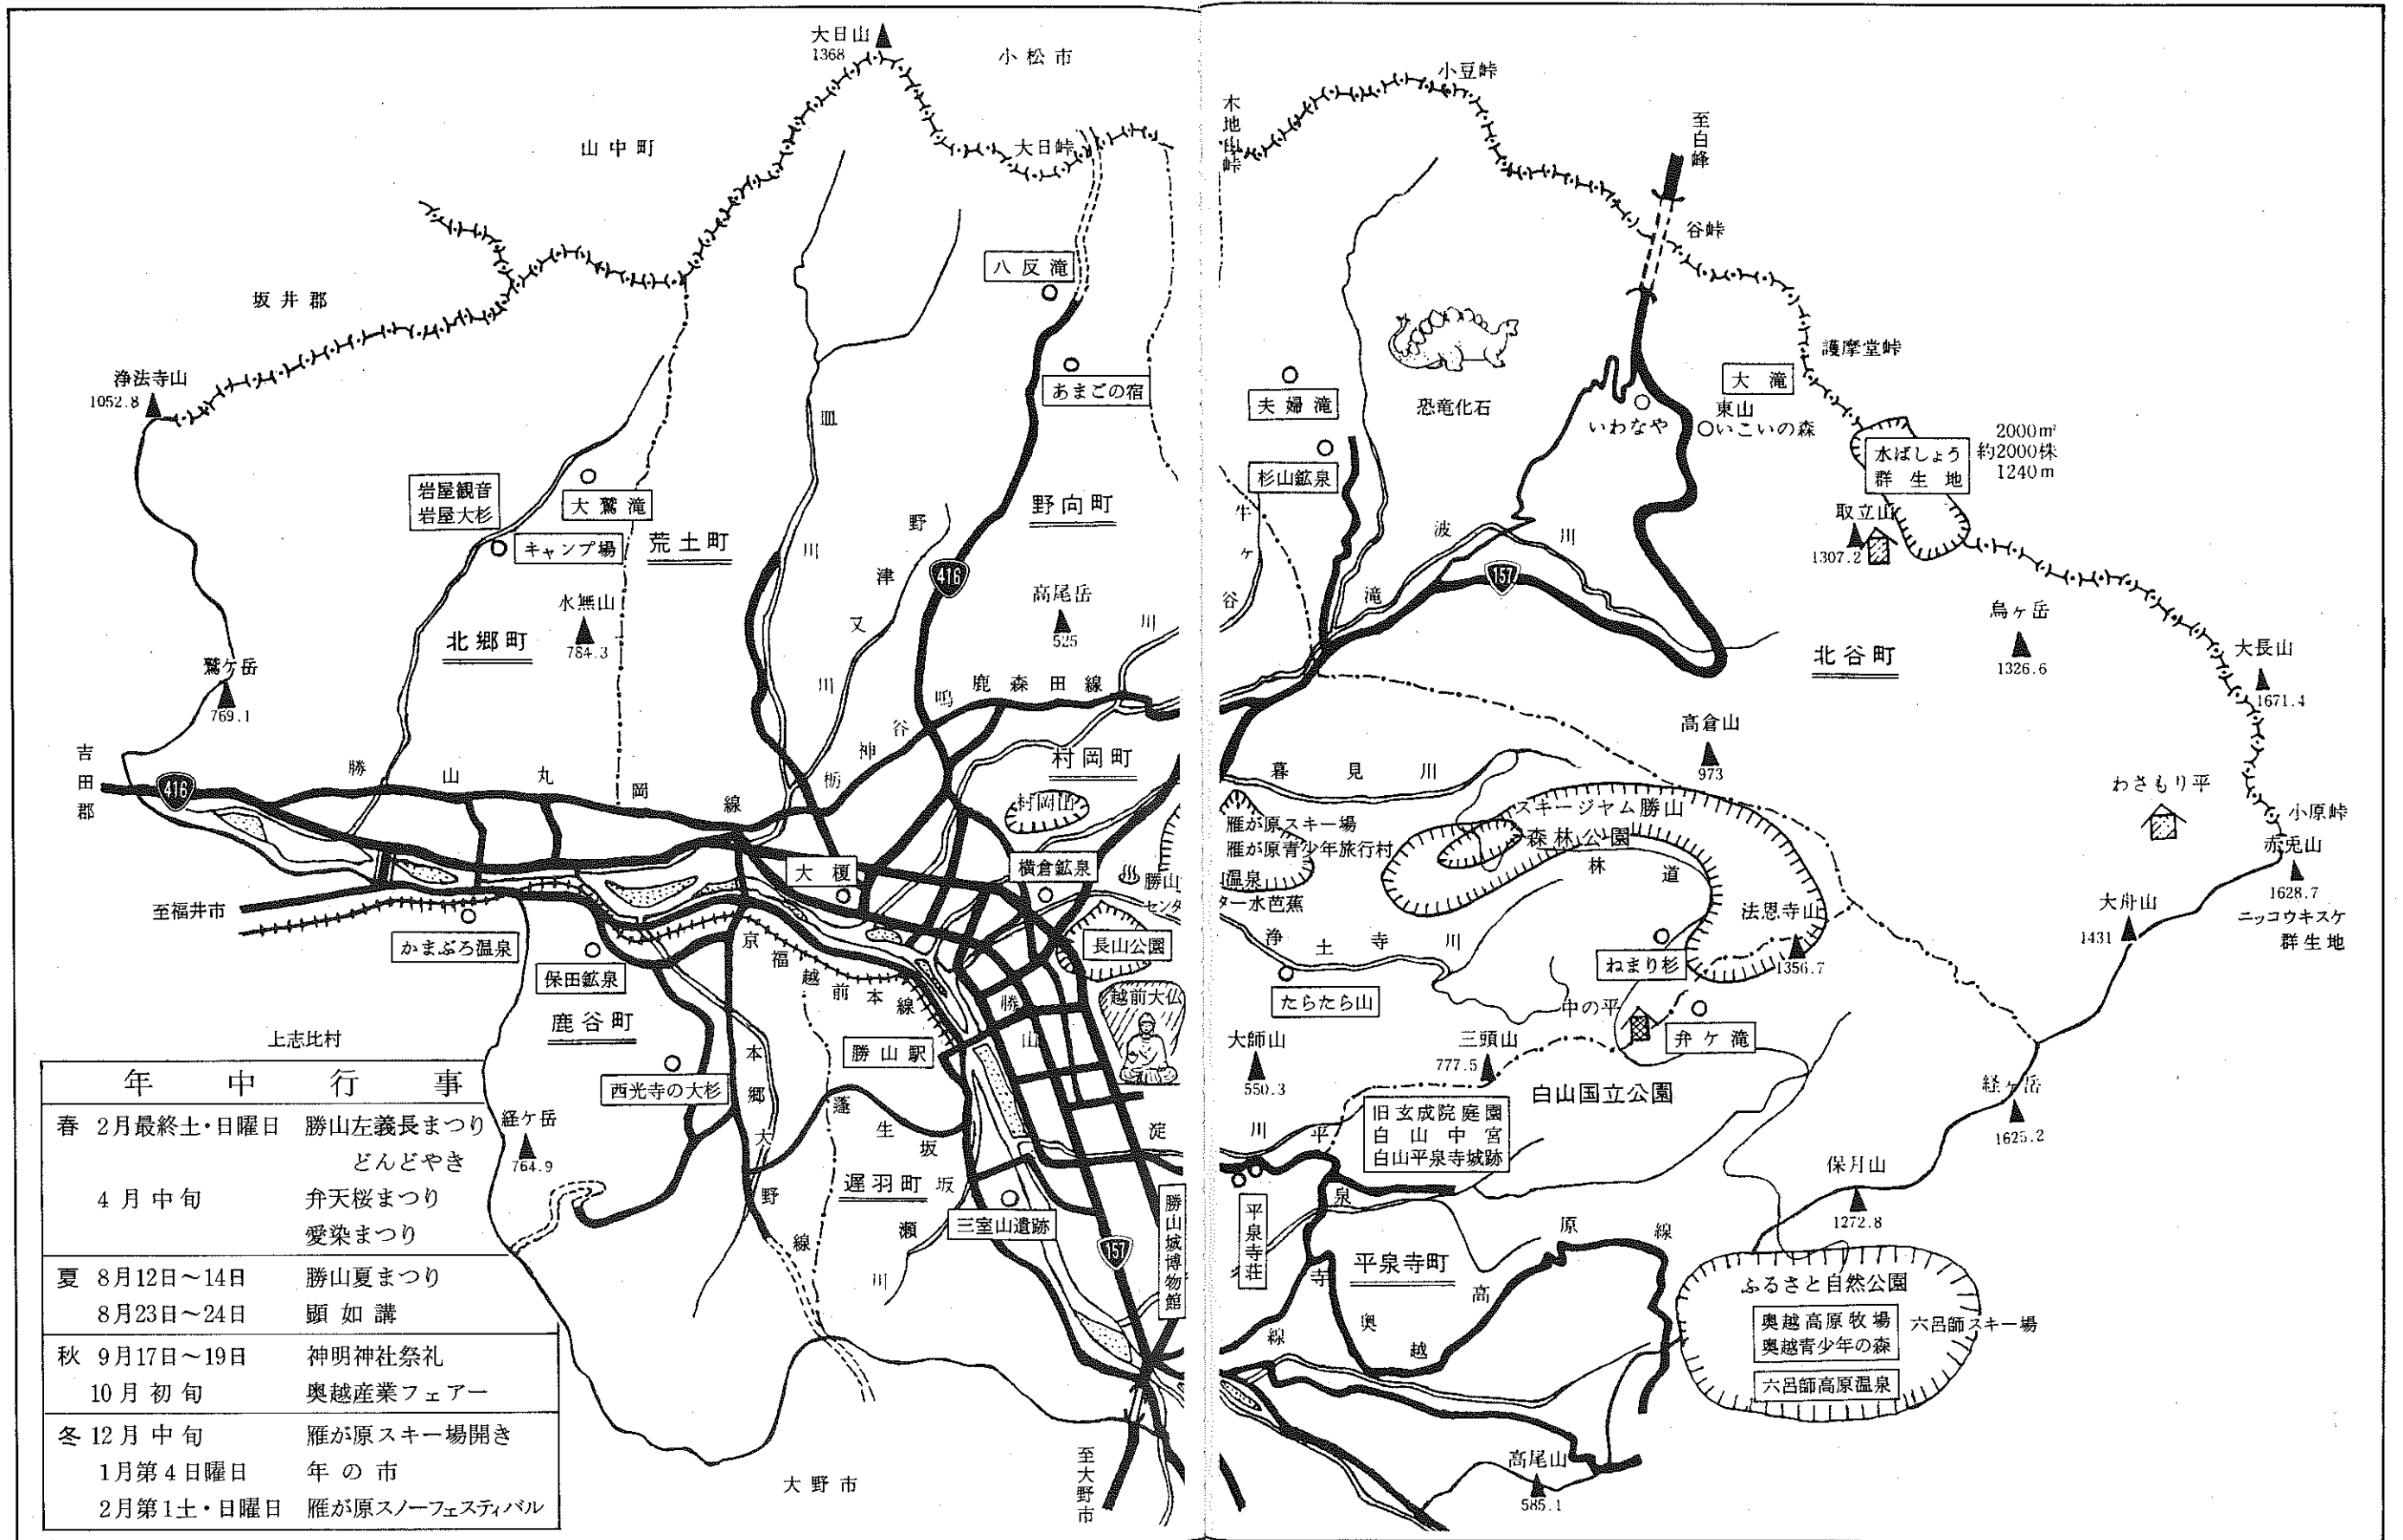 大日山
1368
小松市
山中町
大日峠
木地山峠
小豆峠
至白峰
谷峠
坂井郡
八反滝
護摩堂峠
浄法寺山
1052.8
あまごの宿
夫婦滝
恐竜化石
大滝
いわなや
東山
いこいの森
皿川
岩屋観音
岩屋大杉
大鷲滝
キャンプ場
荒土町
野向町
杉山鉱泉
水ばしょう
群生地
2000㎡
約2000株
1240m
取立山
1307.2
野津又川
416
牛ヶ谷川
滝波川
157
水無山
784.3
北郷町
高尾岳
525
北谷町
鳥ヶ岳
1326.6
大長山
1671.4
鷲ケ岳
769.1
鹿森田線
栃神谷鳴
吉田郡
416
勝山丸岡線
村岡町
村岡山
暮見川
高倉山
973
わさもり平
小原峠
赤兎山
1628.7
ニッコウキスケ
群生地
スキージヤム勝山
森林公園
林道
雁が原スキー場
雁が原青少年旅行村
勝山温泉
センター水芭蕉
大榎
横倉鉱泉
長山公園
法恩寺山
1356.7
大舟山
1431
至福井市
かまぶろ温泉
保田鉱泉
京福越前本線
浄土寺川
たらたら山
ねまり杉
中の平
弁ケ滝
鹿谷町
勝山駅
勝山
越前大仏
大師山
550.3
三頭山
777.5
白山国立公園
経ヶ岳
1625.2
上志比村
西光寺の大杉
本郷大野線
蓬生坂
淀川
旧玄成院庭園
白山中宮
白山平泉寺城跡
保月山
1272.8
経ケ岳
764.9
遅羽町
坂瀬川
三室山遺跡
157
勝山城博物館
平泉寺荘
平泉寺線
平泉寺町
奥越高原線
ふるさと自然公園
奥越高原牧場
奥越青少年の森
六呂師高原温泉
六呂師スキー場
高尾山
585.1
大野市
至大野市
年中行事
春 2月最終土・日曜日 勝山左義長まつり
どんどやき
4月中旬 弁天桜まつり
愛染まつり
夏 8月12日〜14日 勝山夏まつり
8月23日〜24日 顕如講
秋 9月17日〜19日 神明神社祭礼
10月初旬 奥越産業フェアー
冬 12月中旬 雁が原スキー場開き
1月第4日曜日 年の市
2月第1土・日曜日 雁が原スノーフェスティバル